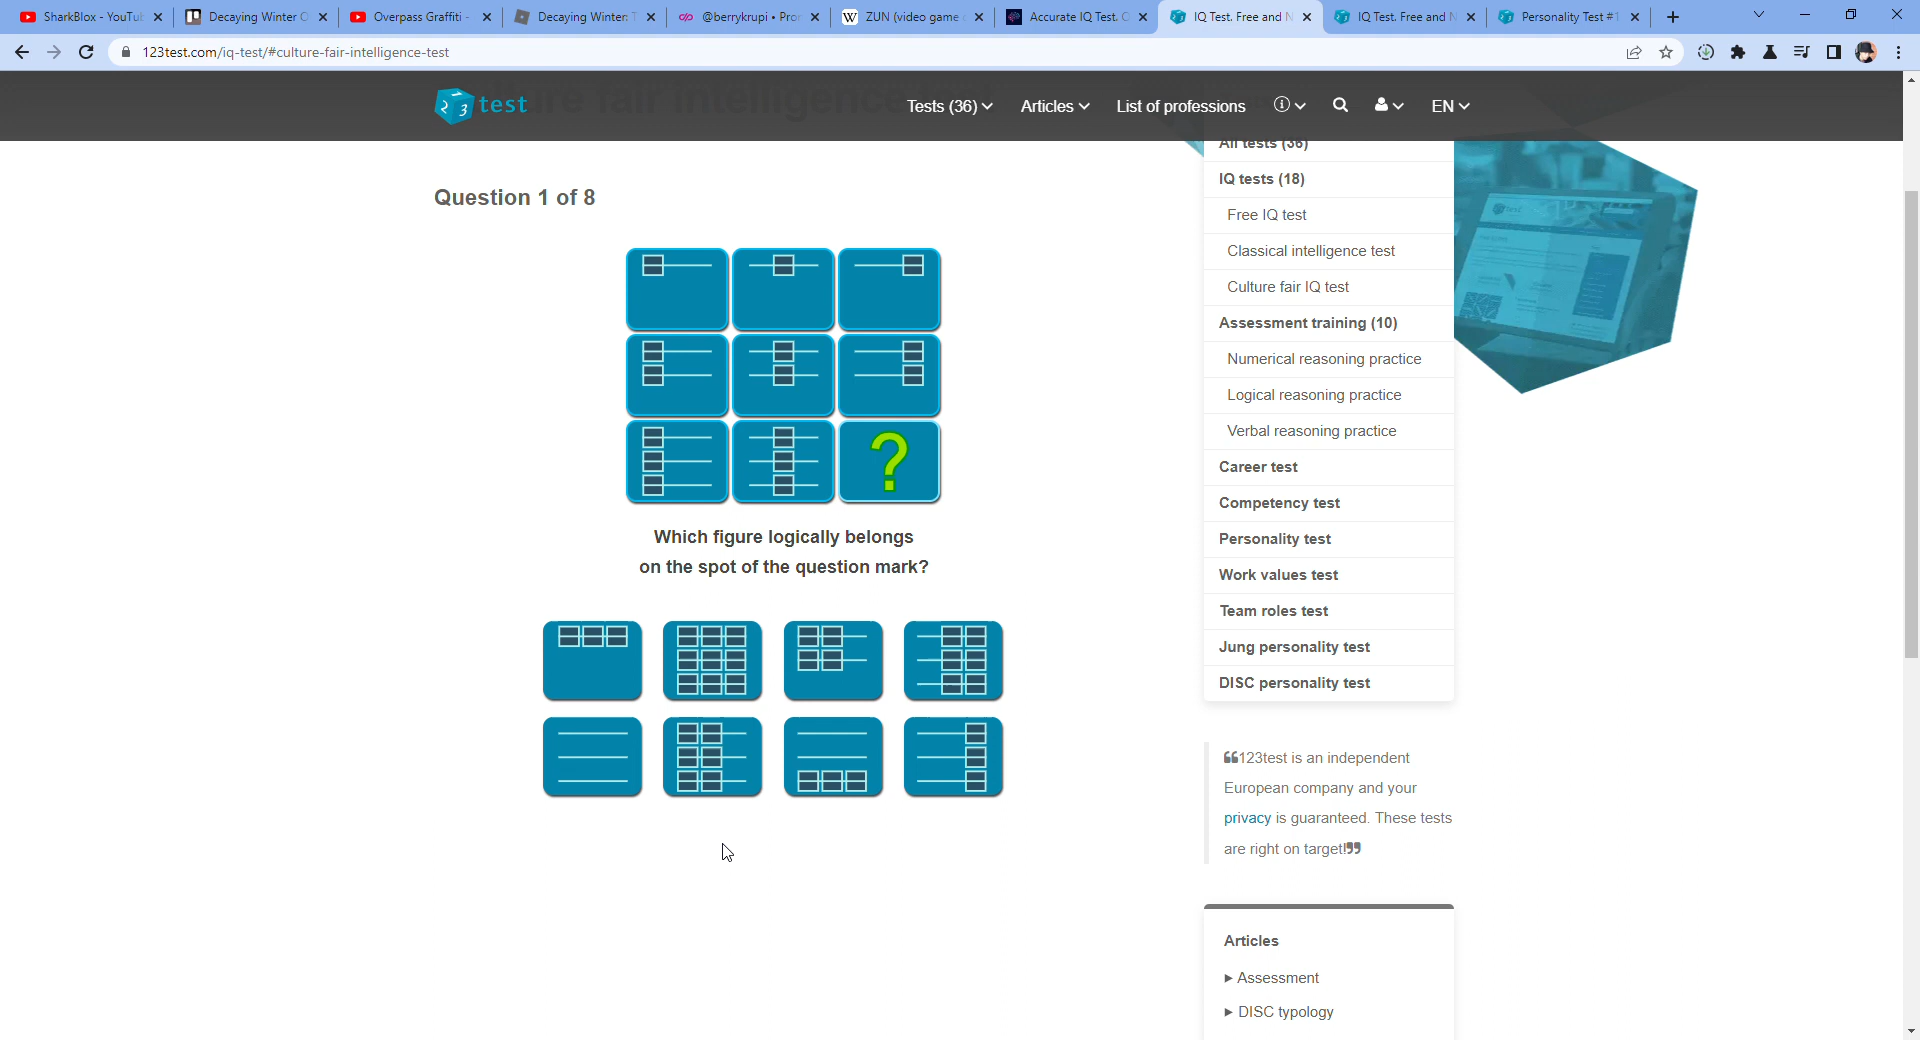 SharkBlox - YouTub
Decaying Winter O
Overpass Graffiti -
Decaying Winter: T
@berrykrupi • Pro
ZUN (video game
Accurate IQ Test. C
IQ Test. Free and N
IQ Test. Free and N
Personality Test #1
123test.com/iq-test/#culture-fair-intelligence-test
123 test
Tests (36)
Articles
List of professions
EN
All tests (36)
IQ tests (18)
Free IQ test
Classical intelligence test
Culture fair IQ test
Assessment training (10)
Numerical reasoning practice
Logical reasoning practice
Verbal reasoning practice
Career test
Competency test
Personality test
Work values test
Team roles test
Jung personality test
DISC personality test
Question 1 of 8
?
Which figure logically belongs
on the spot of the question mark?
❝123test is an independent
European company and your
privacy is guaranteed. These tests
are right on target!❞
Articles
▸ Assessment
▸ DISC typology